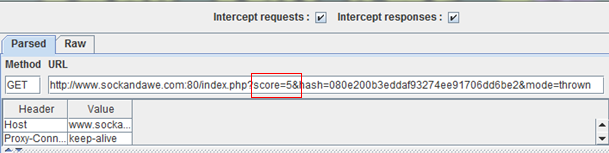 Intercept requests : Intercept responses :
Parsed Raw
Method URL
GET http://www.sockandawe.com:80/index.php?score=5&hash=080e200b3eddaf93274ee91706dd6be2&mode=thrown
Header Value
Host www.socka...
Proxy-Conn... keep-alive